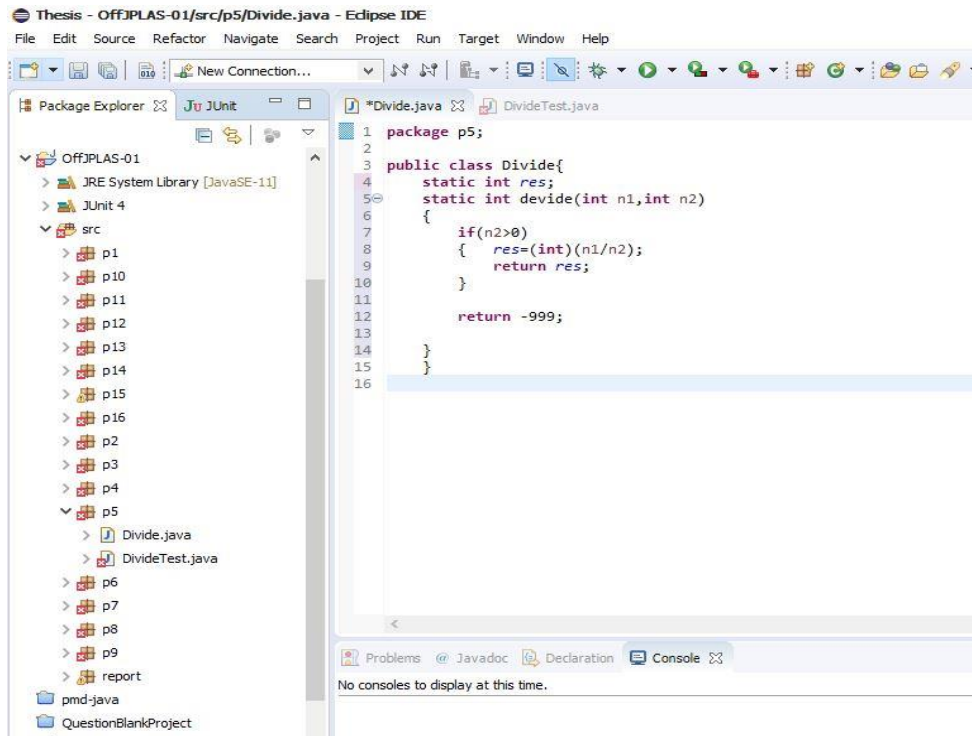 Thesis - OffJPLAS-01/src/p5/Divide.java - Eclipse IDE
File Edit Source Refactor Navigate Search Project Run Target Window Help
New Connection...
Package Explorer JUnit
*Divide.java DivideTest.java
OffJPLAS-01
JRE System Library [JavaSE-11]
JUnit 4
src
p1
p10
p11
p12
p13
p14
p15
p16
p2
p3
p4
p5
Divide.java
DivideTest.java
p6
p7
p8
p9
report
pmd-java
QuestionBlankProject
1 package p5;
2
3 public class Divide{
4 static int res;
5 static int devide(int n1,int n2)
6 {
7 if(n2>0)
8 { res=(int)(n1/n2);
9 return res;
10 }
11
12 return -999;
13
14 }
15 }
16
Problems @ Javadoc Declaration Console
No consoles to display at this time.